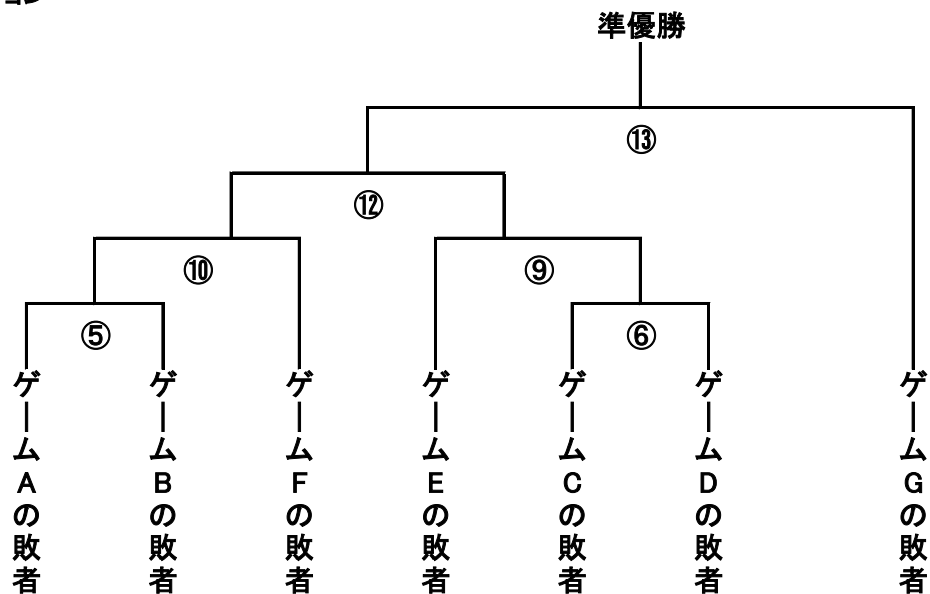 準優勝
⑬
⑫
⑩
⑨
⑤
⑥
ゲームAの敗者
ゲームBの敗者
ゲームFの敗者
ゲームEの敗者
ゲームCの敗者
ゲームDの敗者
ゲームGの敗者